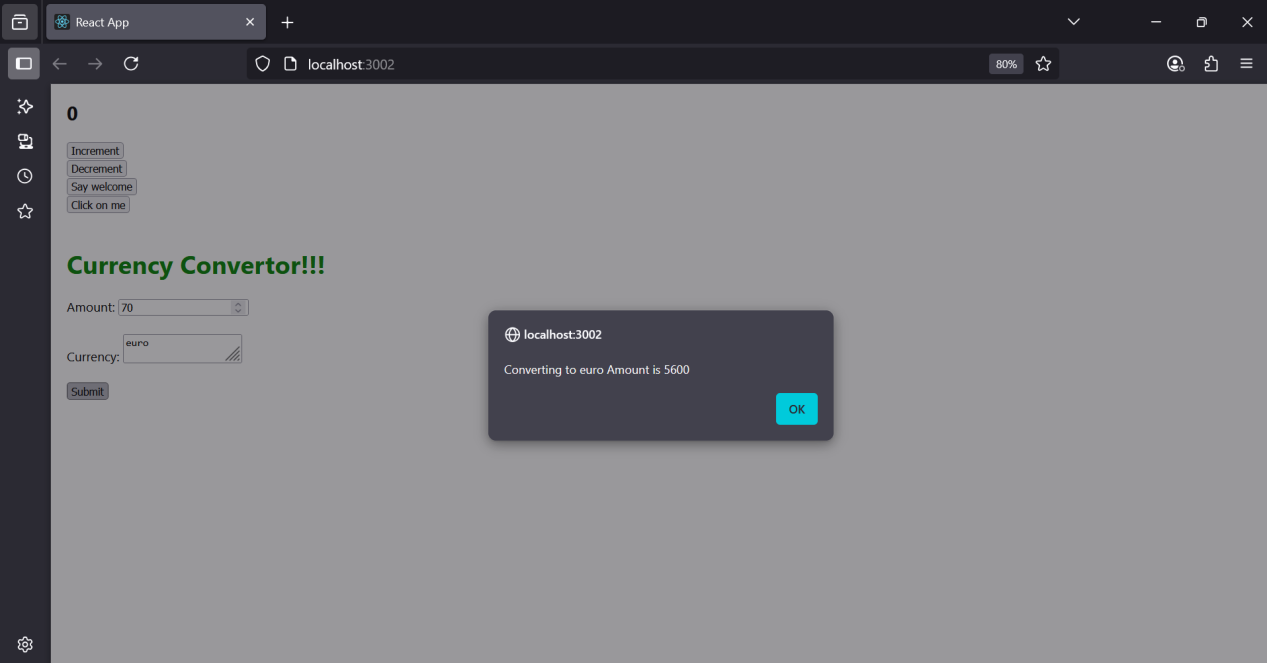 React App
localhost:3002
80%
0
Increment
Decrement
Say welcome
Click on me
Currency Convertor!!!
Amount: 70
Currency: euro
Submit
localhost:3002
Converting to euro Amount is 5600
OK